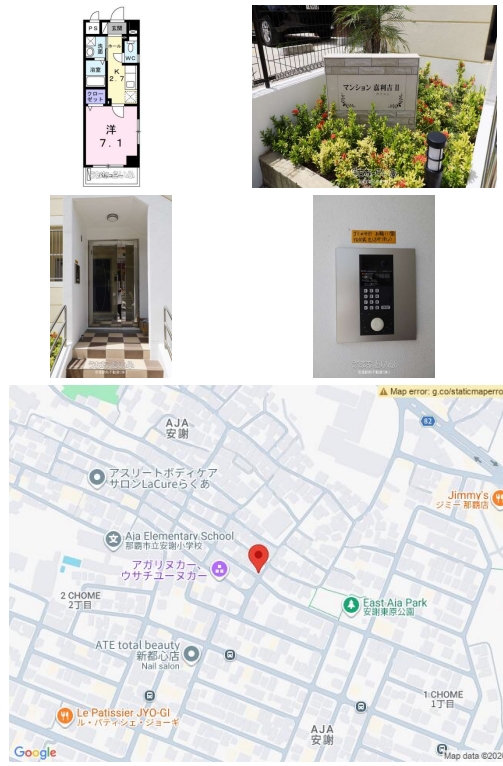 PS
玄関
ホール
洗面
WC
浴室
K
2.7
クロー
ゼット
洋
7.1
マンション 嘉利吉Ⅱ
Map error: g.co/staticmaperro
AJA
安謝
82
アスリートボディケア
サロンLaCureらくあ
Jimmy's
ジミー 那覇店
Aja Elementary School
那覇市立安謝小学校
アガリヌカー、
ウサチユーヌカー
2 CHOME
2丁目
East Aja Park
安謝東原公園
ATE total beauty
新都心店
Nail salon
1 CHOME
1丁目
Le Patissier JYO-GI
ル・パティシェ・ジョーギ
AJA
安謝
Google
Map data ©202